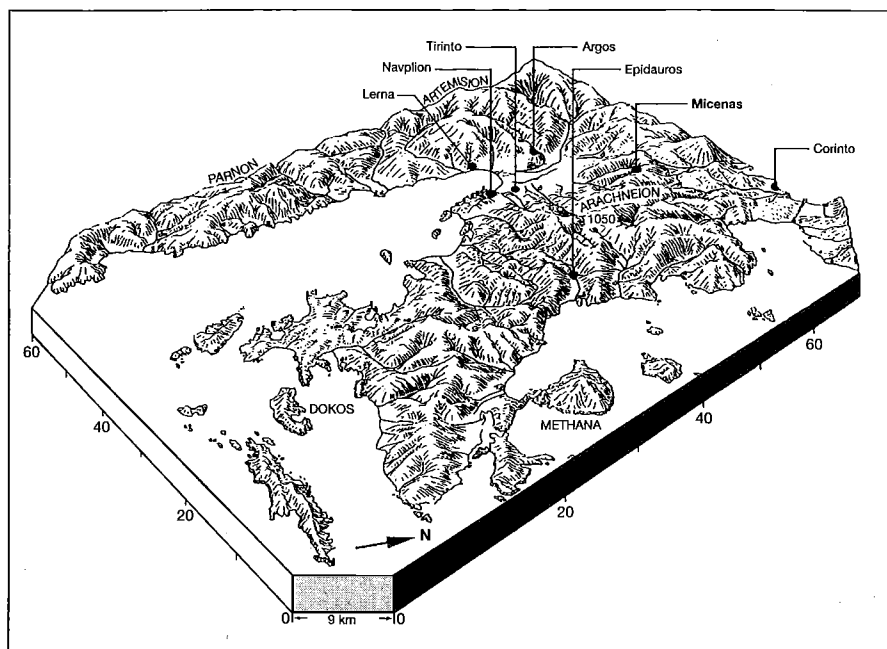 Tirinto
Argos
Navplion
Epidauros
Lerna
ARTEMISION
Micenas
Corinto
PARNON
ARACHNEION
1050
60
60
40
40
DOKOS
METHANA
20
20
N
0
9 km
0